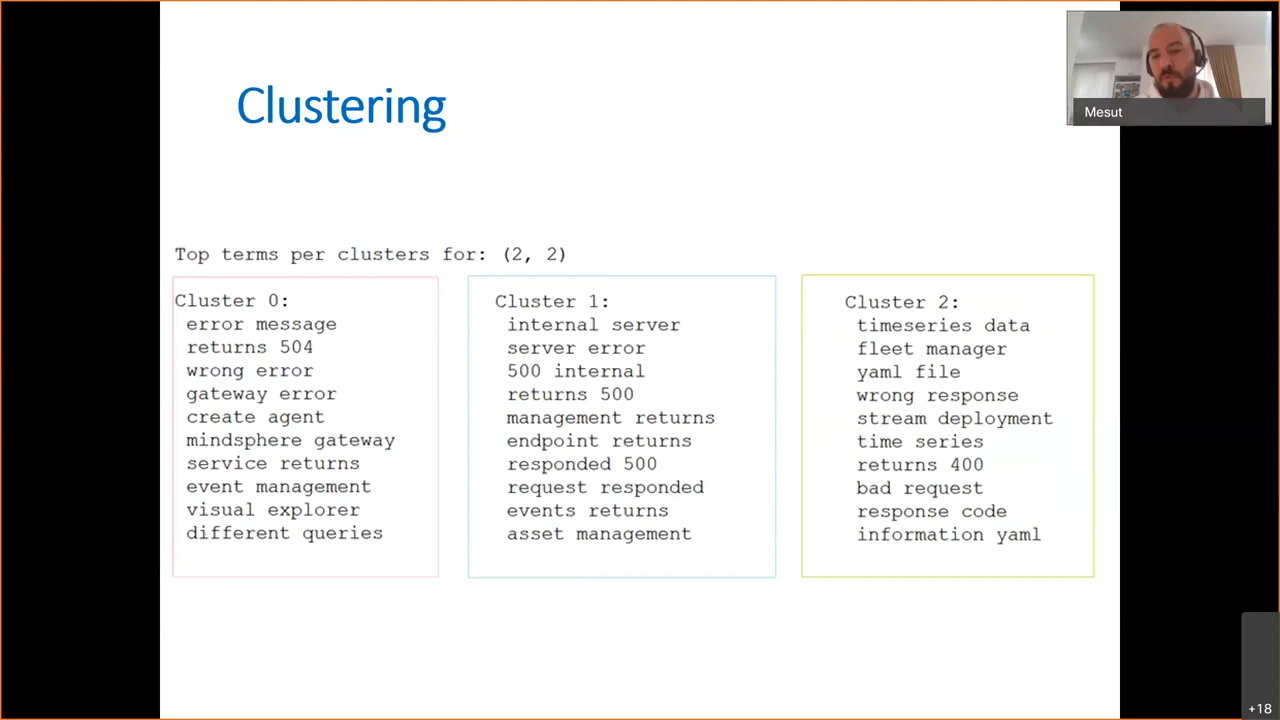 Clustering
Mesut
Top terms per clusters for: (2, 2)
Cluster 0:
error message
returns 504
wrong error
gateway error
create agent
mindsphere gateway
service returns
event management
visual explorer
different queries
Cluster 1:
internal server
server error
500 internal
returns 500
management returns
endpoint returns
responded 500
request responded
events returns
asset management
Cluster 2:
timeseries data
fleet manager
yaml file
wrong response
stream deployment
time series
returns 400
bad request
response code
information yaml
+18